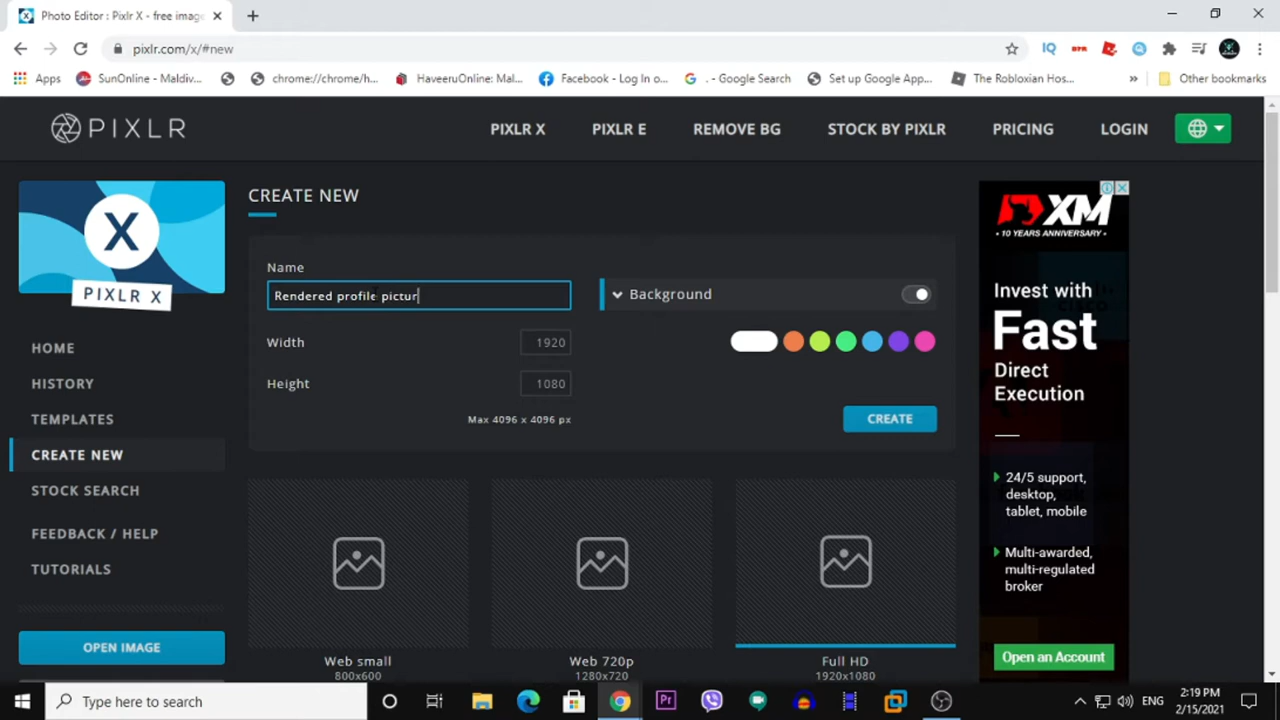 Photo Editor : Pixlr X - free imag
pixlr.com/x/#new
Apps
SunOnline - Maldiv...
chrome://chrome/h...
HaveeruOnline: Mal...
Facebook - Log In o...
. - Google Search
Set up Google App...
The Robloxian Hos...
»
Other bookmarks
PIXLR
PIXLR X
PIXLR E
REMOVE BG
STOCK BY PIXLR
PRICING
LOGIN
X
PIXLR X
HOME
HISTORY
TEMPLATES
CREATE NEW
STOCK SEARCH
FEEDBACK / HELP
TUTORIALS
OPEN IMAGE
CREATE NEW
Name
Rendered profile pictur
Width
1920
Height
1080
Max 4096 x 4096 px
Background
CREATE
Web small
800x600
Web 720p
1280x720
Full HD
1920x1080
XM
10 YEARS ANNIVERSARY
Invest with
Fast
Direct
Execution
24/5 support,
desktop,
tablet, mobile
Multi-awarded,
multi-regulated
broker
Open an Account
Type here to search
Pr
ENG
2:19 PM
2/15/2021